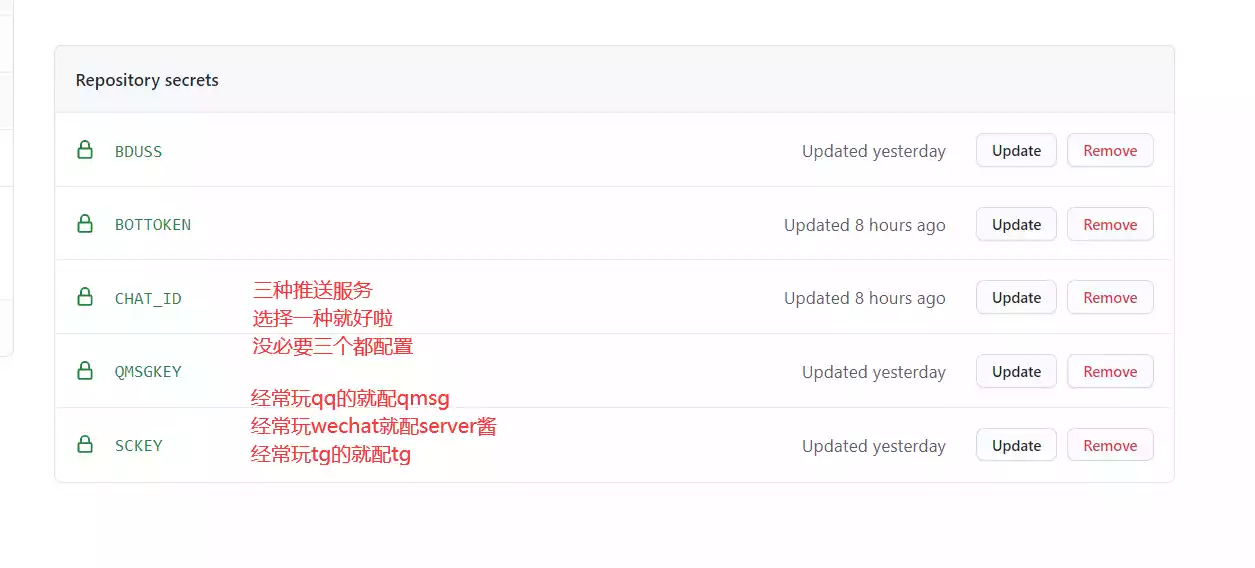 Repository secrets
BDUSS Updated yesterday Update Remove
BOTTOKEN Updated 8 hours ago Update Remove
CHAT_ID Updated 8 hours ago Update Remove
三种推送服务
选择一种就好啦
没必要三个都配置
QMSGKEY Updated yesterday Update Remove
经常玩qq的就配qmsg
经常玩wechat就配server酱
经常玩tg的就配tg
SCKEY Updated yesterday Update Remove